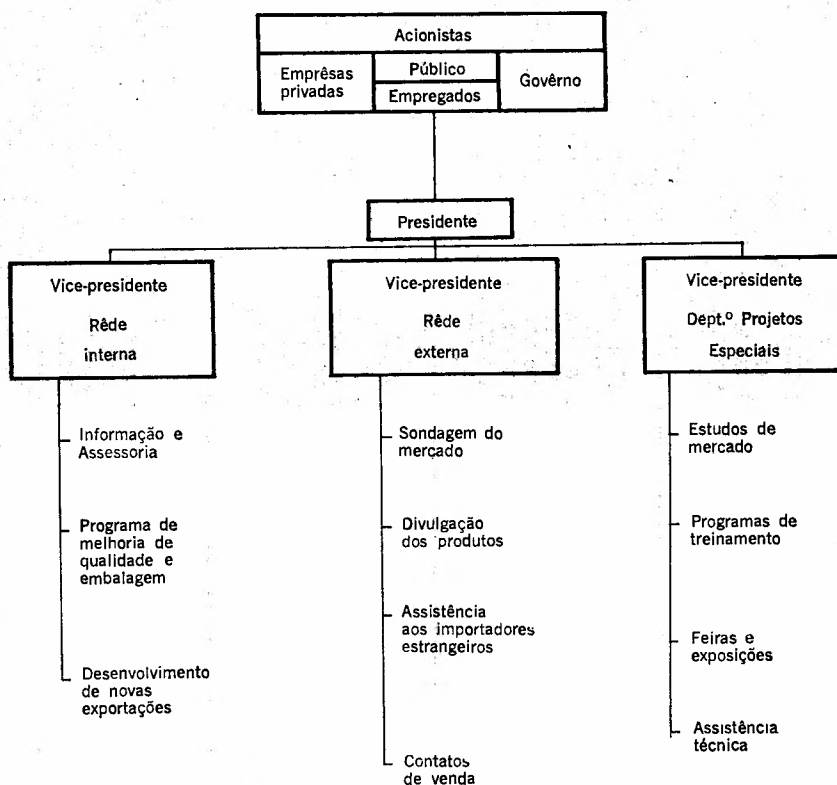 Acionistas
Emprêsas
privadas
Público
Empregados
Govêrno
Presidente
Vice-presidente
Rêde
interna
Vice-presidente
Rêde
externa
Vice-presidente
Dept.º Projetos
Especiais
Informação e
Assessoria
Programa de
melhoria de
qualidade e
embalagem
Desenvolvimento
de novas
exportações
Sondagem do
merçado
Divulgação
dos produtos
Assistência
aos importadores
estrangeiros
Contatos
de venda
Estudos de
mercado
Programas de
treinamento
Feiras e
exposições
Assistência
técnica